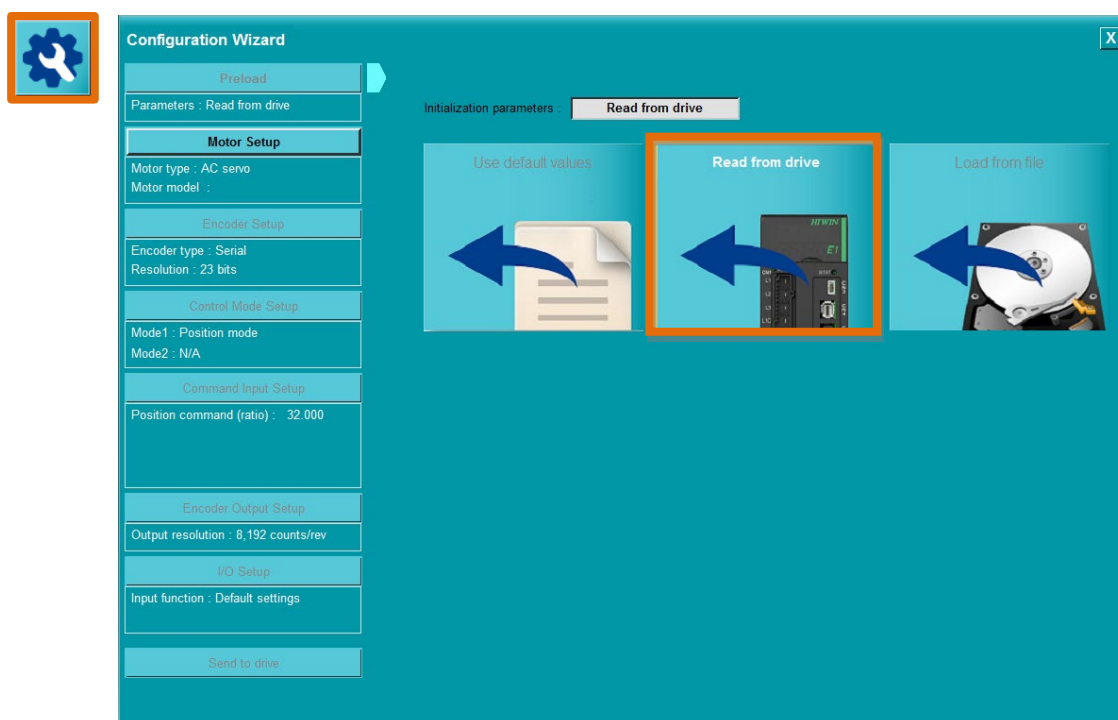 Configuration Wizard
X
Preload
Parameters : Read from drive
Motor Setup
Motor type : AC servo
Motor model :
Encoder Setup
Encoder type : Serial
Resolution : 23 bits
Control Mode Setup
Mode1 : Position mode
Mode2 : N/A
Command Input Setup
Position command (ratio) : 32.000
Encoder Output Setup
Output resolution : 8,192 counts/rev
I/O Setup
Input function : Default settings
Send to drive
Initialization parameters : Read from drive
Use default values
Read from drive
HIWIN
E1
Load from file